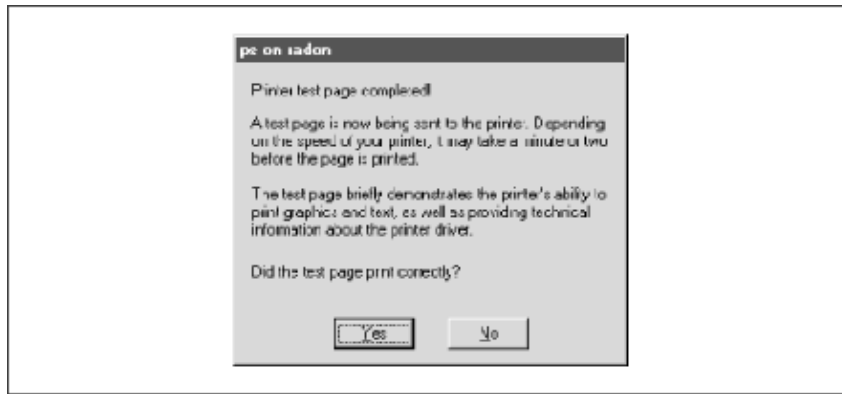 ps on radon
Printer test page completed!
A test page is now being sent to the printer. Depending
on the speed of your printer, it may take a minute or two
before the page is printed.
The test page briefly demonstrates the printer's ability to
print graphics and text, as well as providing technical
information about the printer driver.
Did the test page print correctly?
Yes
No